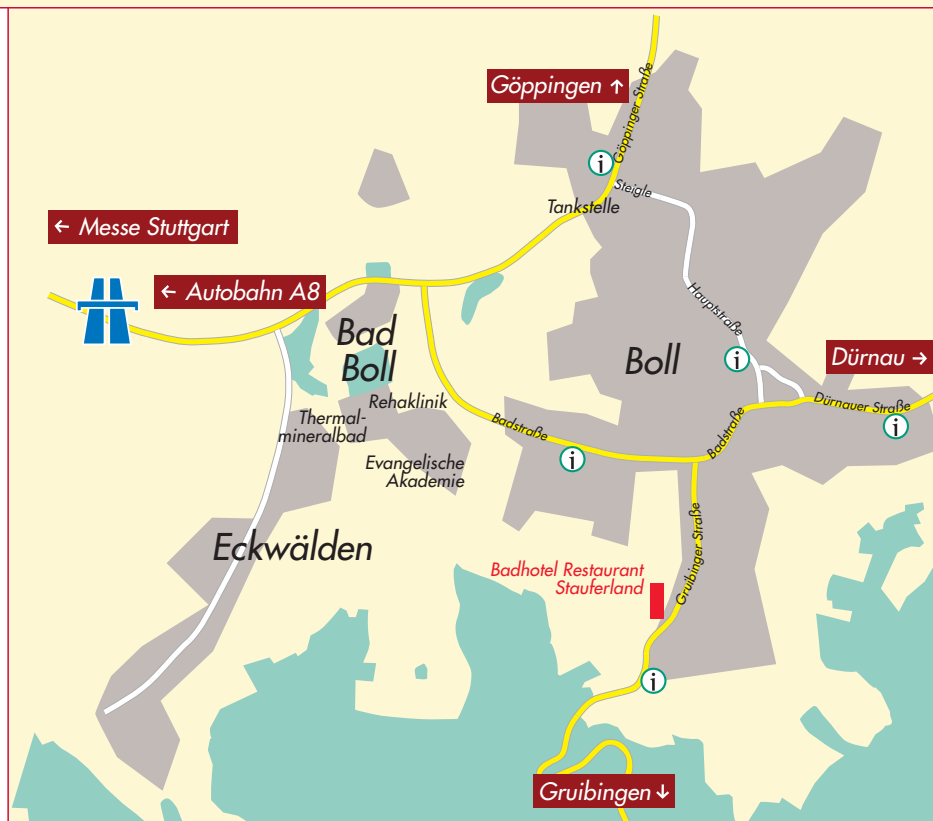 Göppingen ↑
Göppinger Straße
i
Steigle
Tankstelle
← Messe Stuttgart
← Autobahn A8
Hauptstraße
Bad
Boll
Boll
i
Dürnau →
Rehaklinik
Thermal-
mineralbad
Badstraße
Badstraße
Dürnauer Straße
i
i
Evangelische
Akademie
Eckwälden
Gruibinger Straße
Badhotel Restaurant
Stauferland
i
Gruibingen ↓